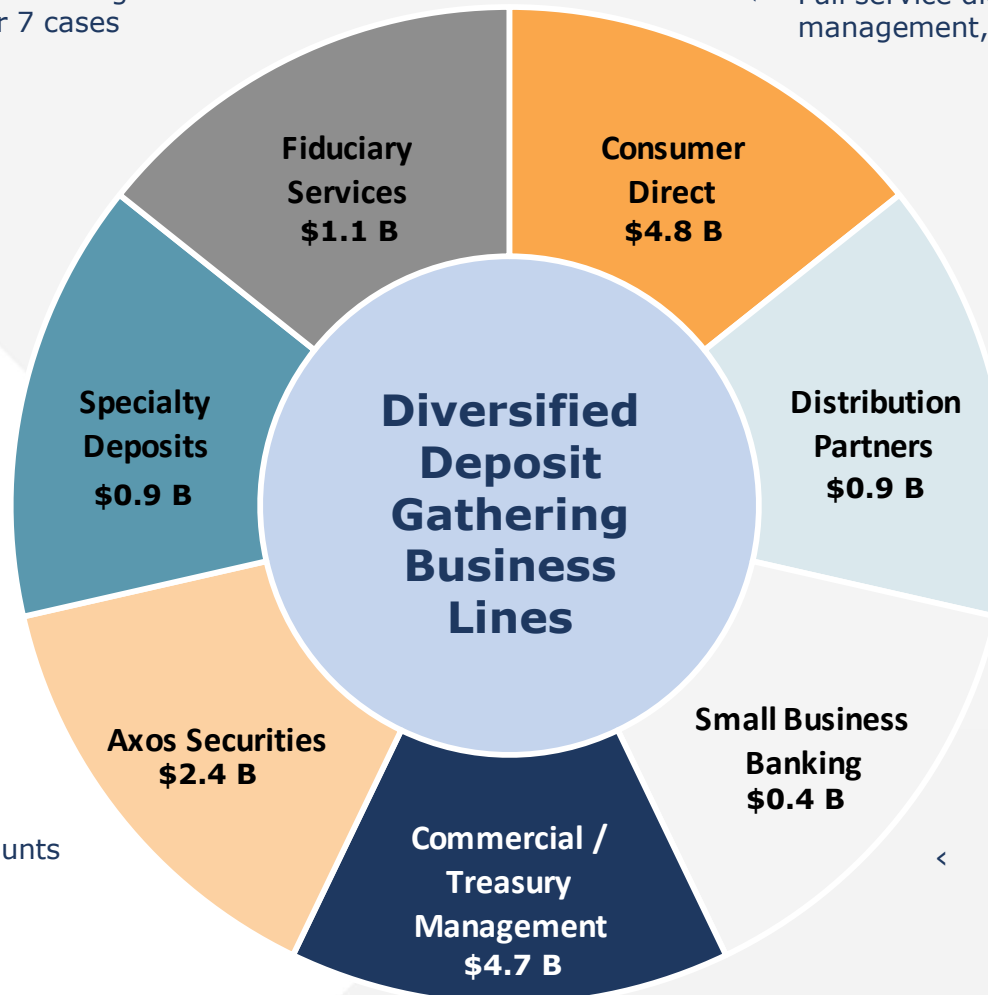 r 7 cases
management,
Fiduciary
Services
$1.1 B
Consumer
Direct
$4.8 B
Specialty
Deposits
$0.9 B
Diversified
Deposit
Gathering
Business
Lines
Distribution
Partners
$0.9 B
Axos Securities
$2.4 B
Small Business
Banking
$0.4 B
Commercial /
Treasury
Management
$4.7 B
unts
‹